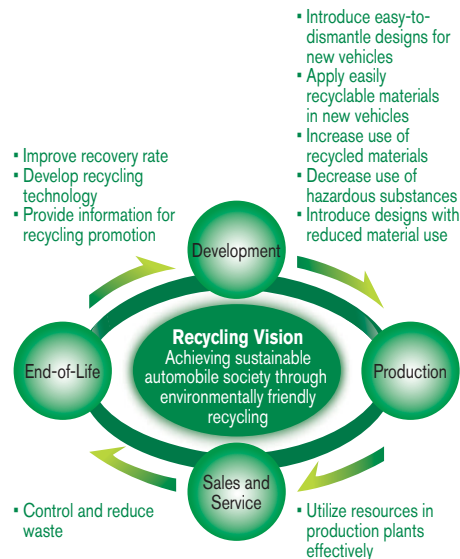 ▪ Introduce easy-to-
dismantle designs for
new vehicles
▪ Apply easily
recyclable materials
in new vehicles
▪ Increase use of
recycled materials
▪ Decrease use of
hazardous substances
▪ Introduce designs with
reduced material use
▪ Improve recovery rate
▪ Develop recycling
technology
▪ Provide information for
recycling promotion
Development
Recycling Vision
Achieving sustainable
automobile society through
environmentally friendly
recycling
End-of-Life
Production
Sales and
Service
▪ Control and reduce
waste
▪ Utilize resources in
production plants
effectively